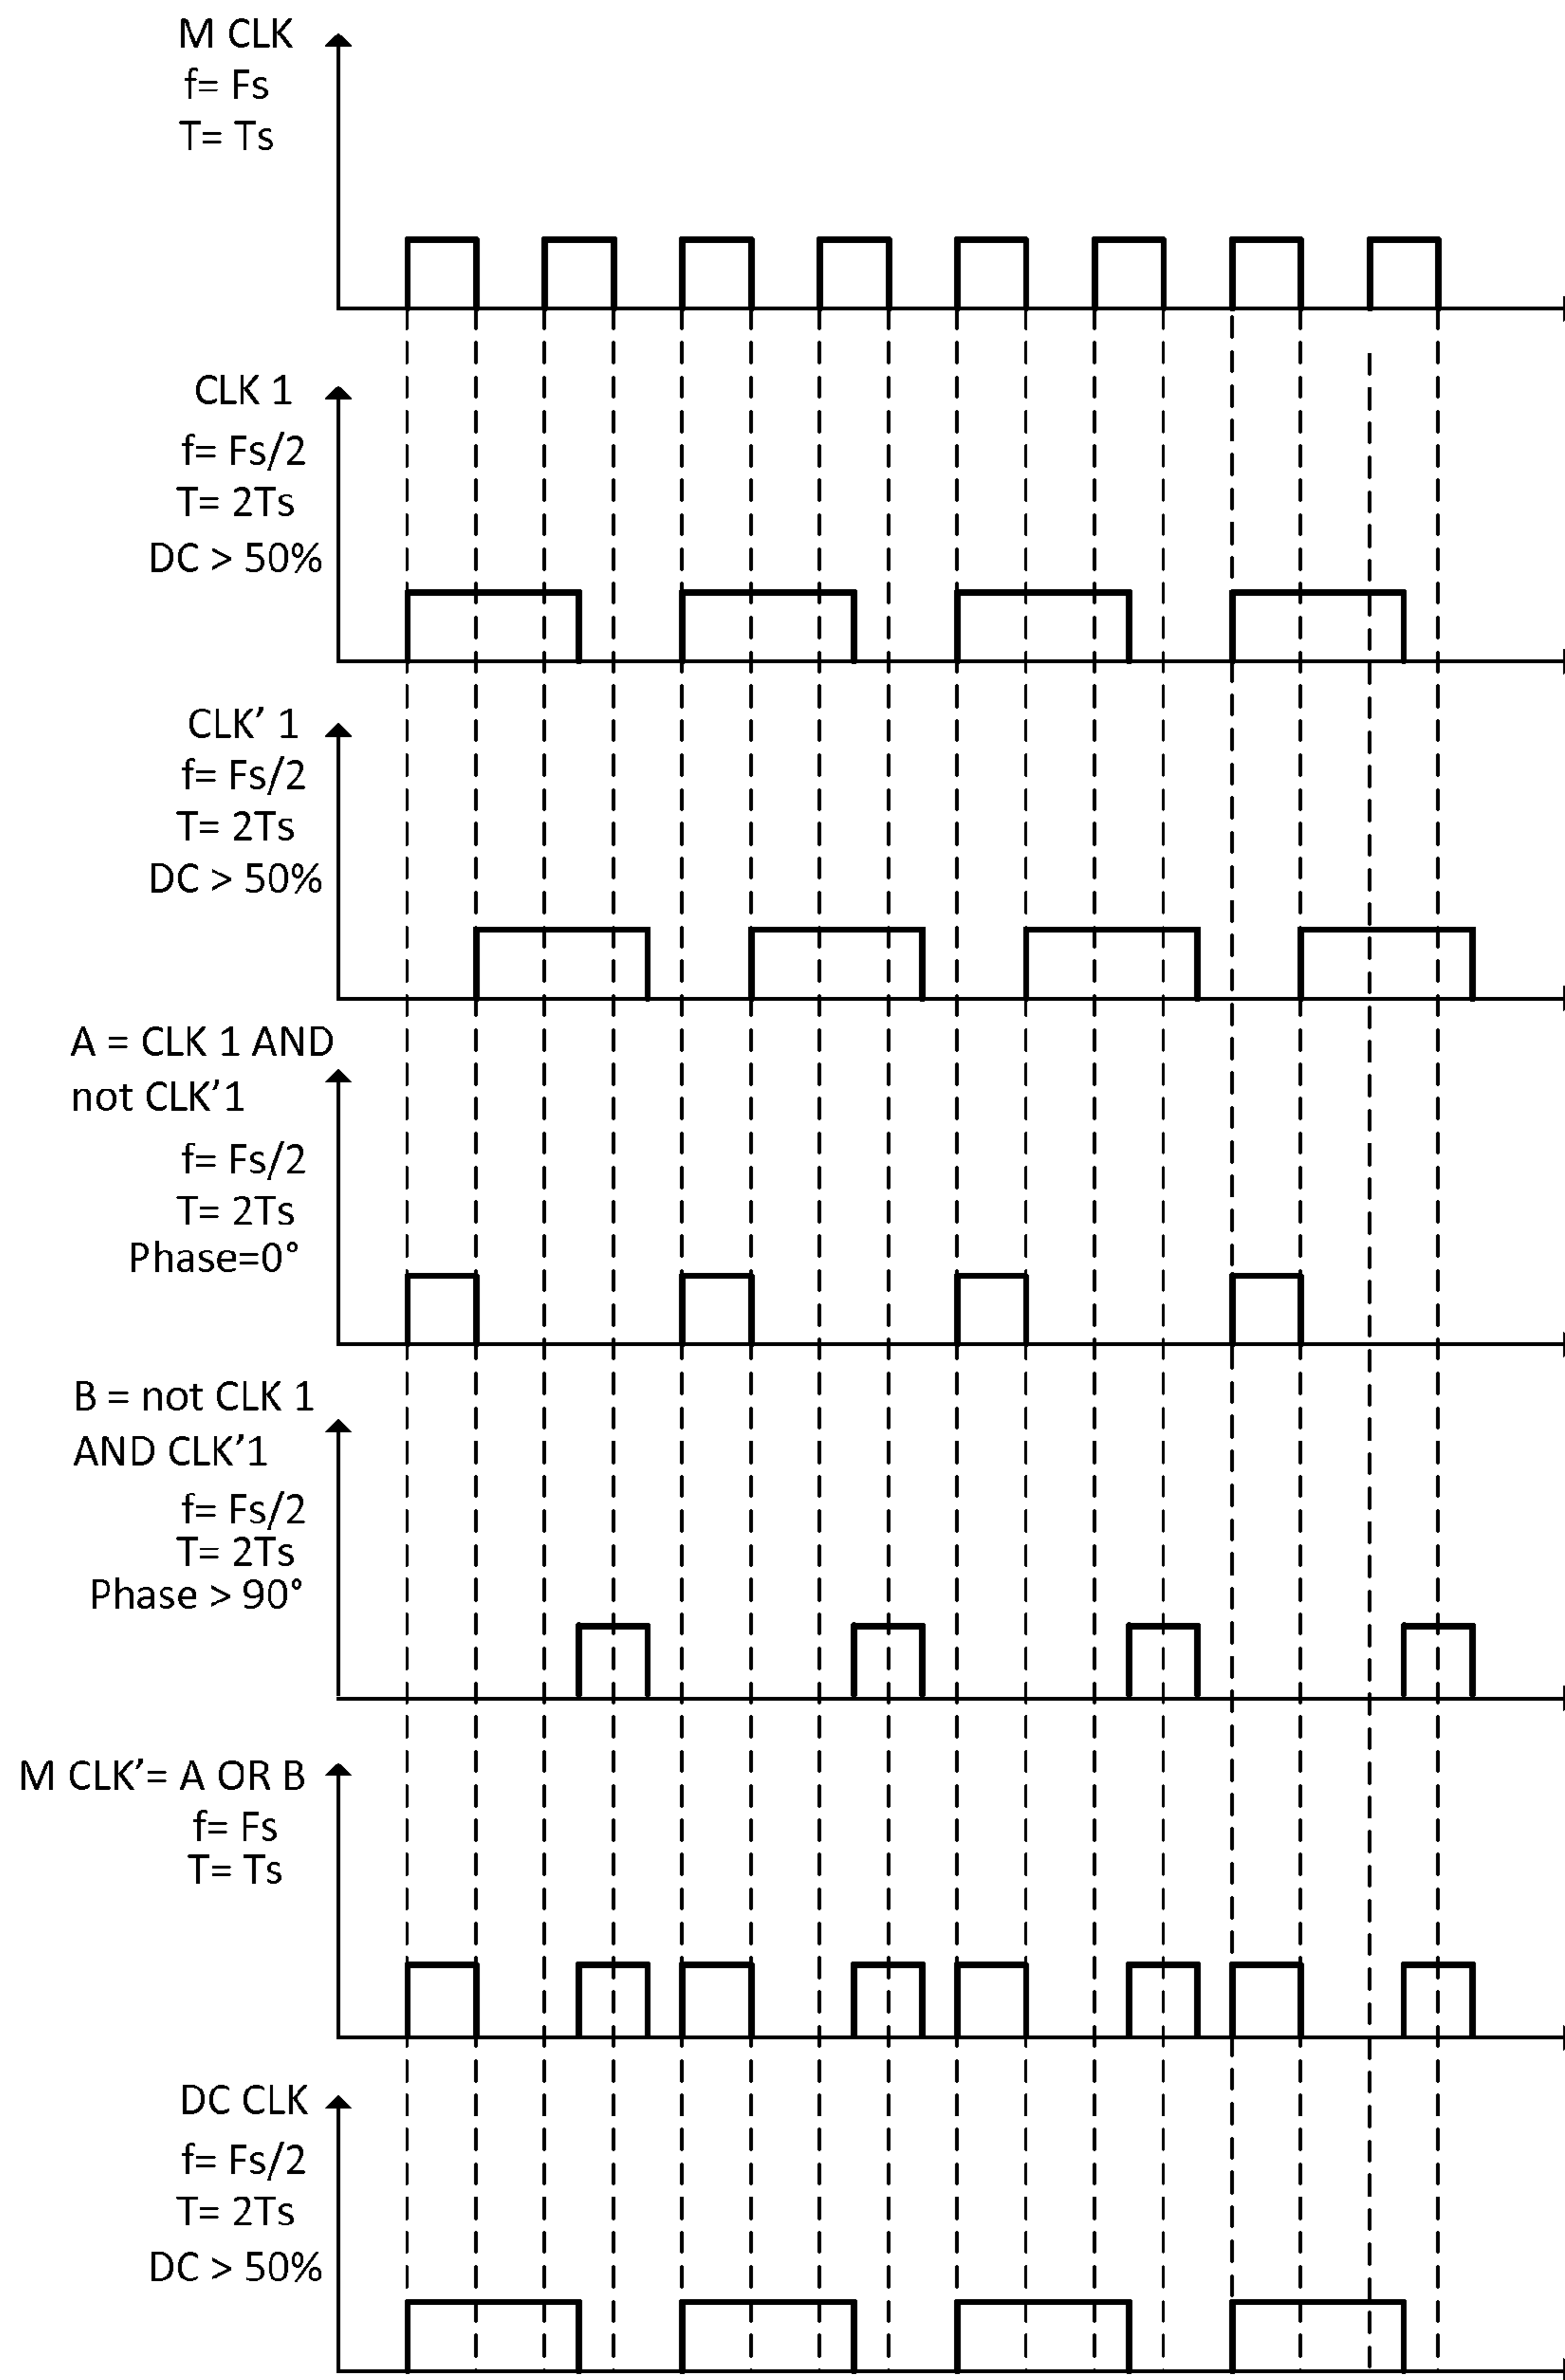 M CLK
f= Fs
T= Ts
CLK 1
f= Fs/2
T= 2Ts
DC > 50%
CLK’ 1
f= Fs/2
T= 2Ts
DC > 50%
A = CLK 1 AND
not CLK’1
f= Fs/2
T= 2Ts
Phase=0°
B = not CLK 1
AND CLK’1
f= Fs/2
T= 2Ts
Phase > 90°
M CLK’= A OR B
f= Fs
T= Ts
DC CLK
f= Fs/2
T= 2Ts
DC > 50%